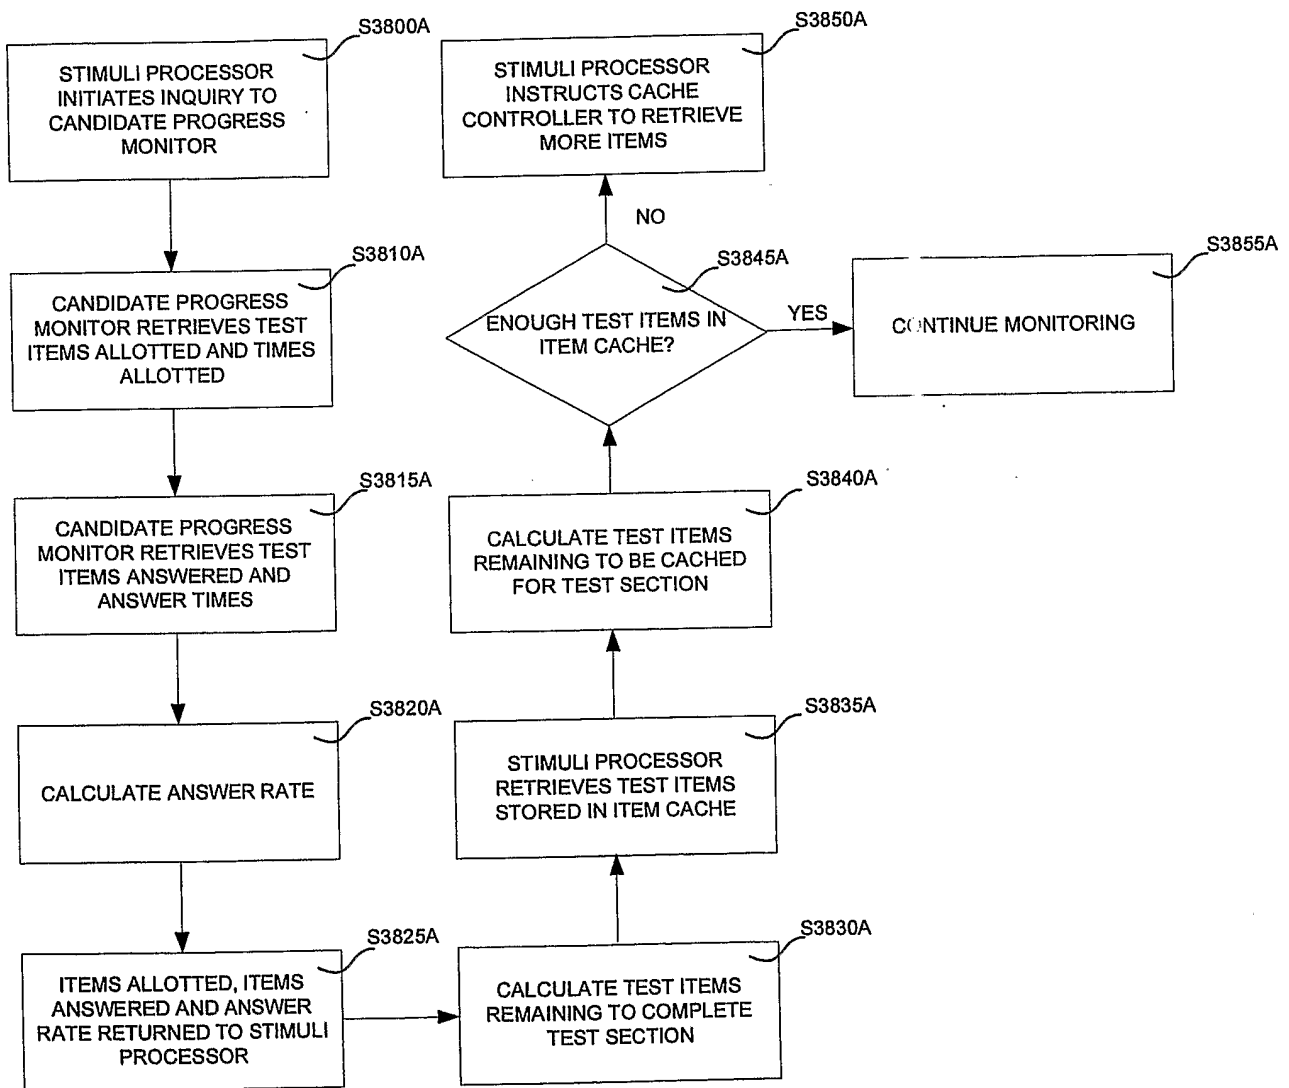 S3800A
STIMULI PROCESSOR
INITIATES INQUIRY TO
CANDIDATE PROGRESS
MONITOR
S3810A
CANDIDATE PROGRESS
MONITOR RETRIEVES TEST
ITEMS ALLOTTED AND TIMES
ALLOTTED
S3815A
CANDIDATE PROGRESS
MONITOR RETRIEVES TEST
ITEMS ANSWERED AND
ANSWER TIMES
S3820A
CALCULATE ANSWER RATE
S3825A
ITEMS ALLOTTED, ITEMS
ANSWERED AND ANSWER
RATE RETURNED TO STIMULI
PROCESSOR
S3830A
CALCULATE TEST ITEMS
REMAINING TO COMPLETE
TEST SECTION
S3835A
STIMULI PROCESSOR
RETRIEVES TEST ITEMS
STORED IN ITEM CACHE
S3840A
CALCULATE TEST ITEMS
REMAINING TO BE CACHED
FOR TEST SECTION
S3845A
ENOUGH TEST ITEMS IN
ITEM CACHE?
NO
S3850A
STIMULI PROCESSOR
INSTRUCTS CACHE
CONTROLLER TO RETRIEVE
MORE ITEMS
YES
S3855A
CONTINUE MONITORING